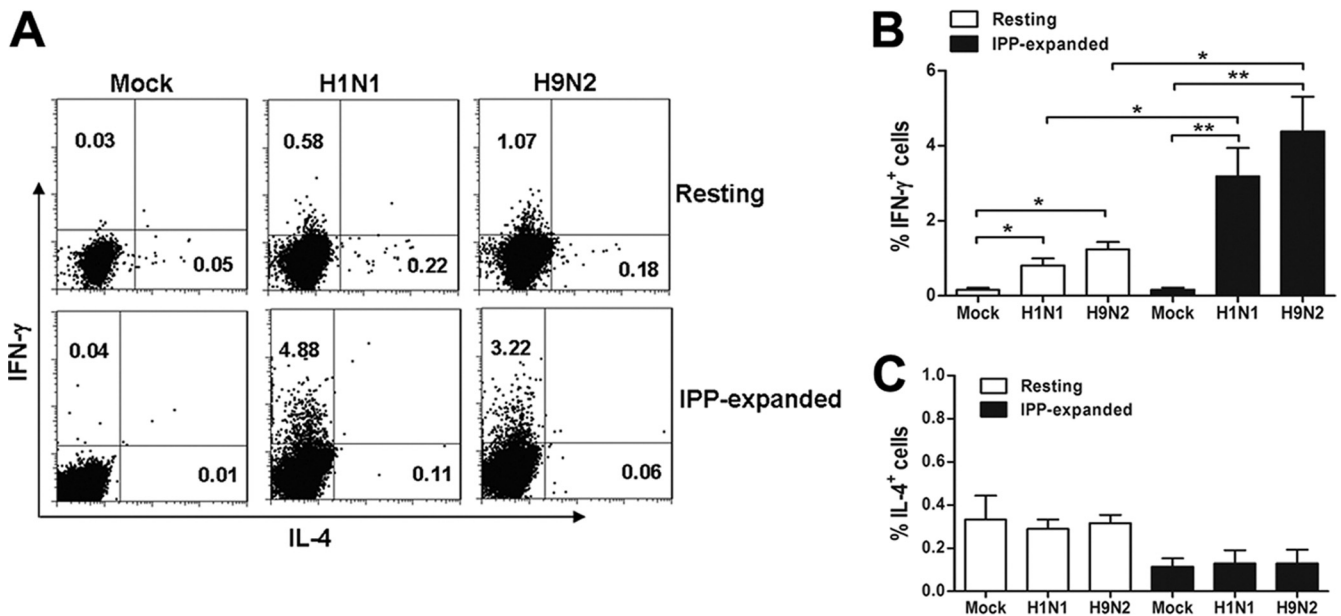 A
Mock H1N1 H9N2
0.03 0.58 1.07
Resting
0.05 0.22 0.18
0.04 4.88 3.22
IPP-expanded
0.01 0.11 0.06
IFN-γ
IL-4
B
Resting
IPP-expanded
% IFN-γ+ cells
6
4
2
0
* **
* **
*
*
Mock H1N1 H9N2 Mock H1N1 H9N2
C
Resting
IPP-expanded
% IL-4+ cells
1.0
0.8
0.6
0.4
0.2
0.0
Mock H1N1 H9N2 Mock H1N1 H9N2